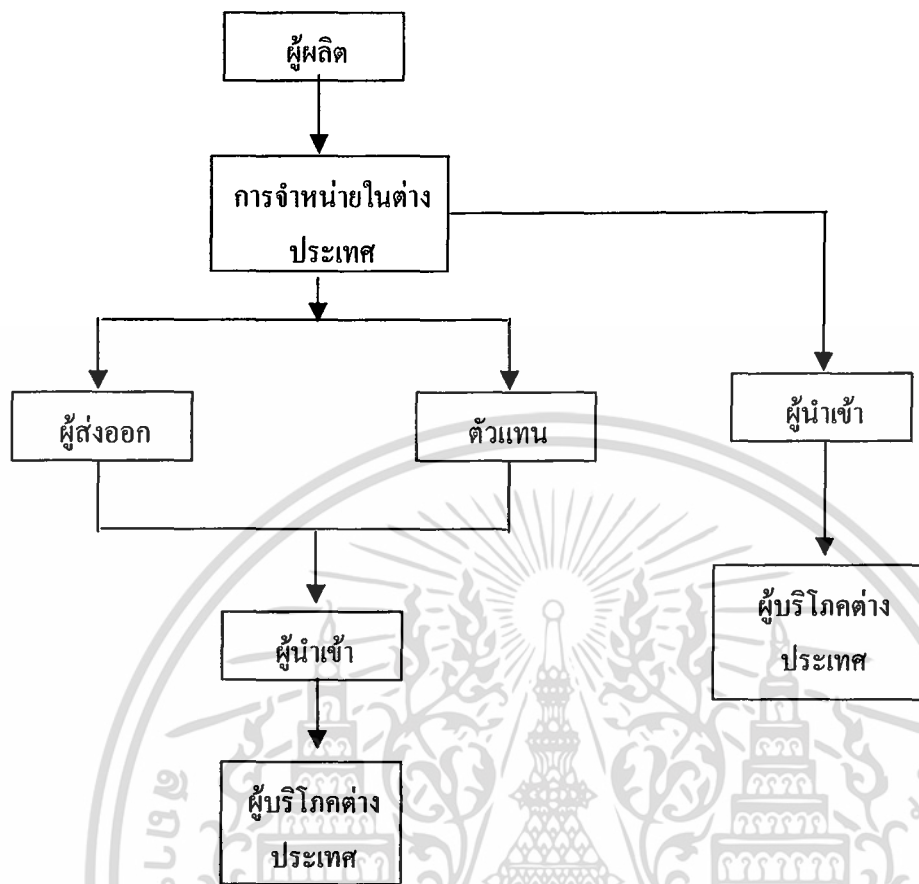 ผู้ผลิต
การจำหน่ายในต่าง
ประเทศ
ผู้ส่งออก
ตัวแทน
ผู้นำเข้า
ผู้บริโภคต่าง
ประเทศ
ผู้นำเข้า
ผู้บริโภคต่าง
ประเทศ